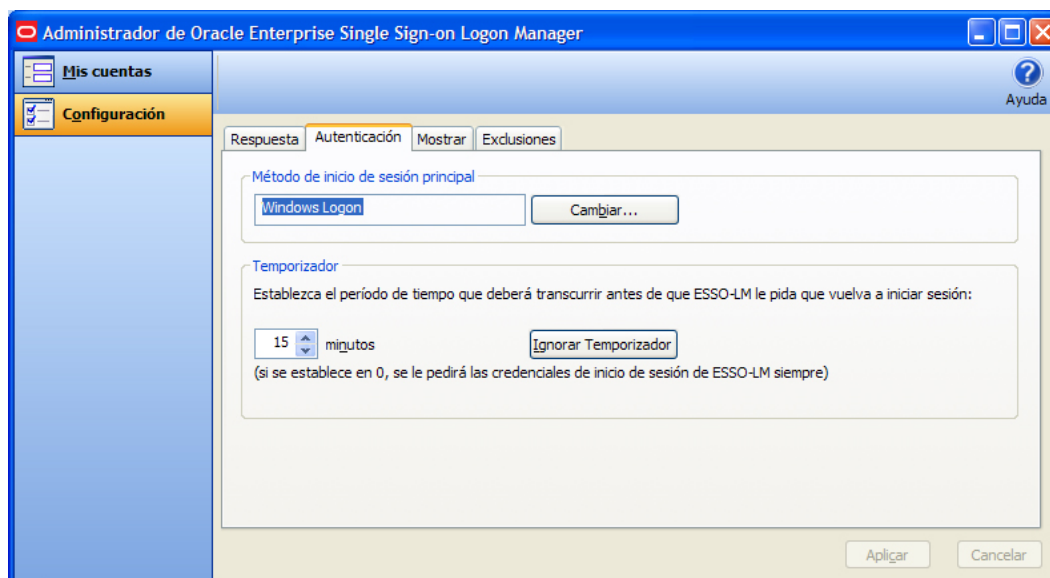 Administrador de Oracle Enterprise Single Sign-on Logon Manager
Mis cuentas
Configuración
Ayuda
Respuesta Autenticación Mostrar Exclusiones
Método de inicio de sesión principal
Windows Logon Cambiar...
Temporizador
Establezca el período de tiempo que deberá transcurrir antes de que ESSO-LM le pida que vuelva a iniciar sesión:
15 minutos Ignorar Temporizador
(si se establece en 0, se le pedirá las credenciales de inicio de sesión de ESSO-LM siempre)
Aplicar Cancelar